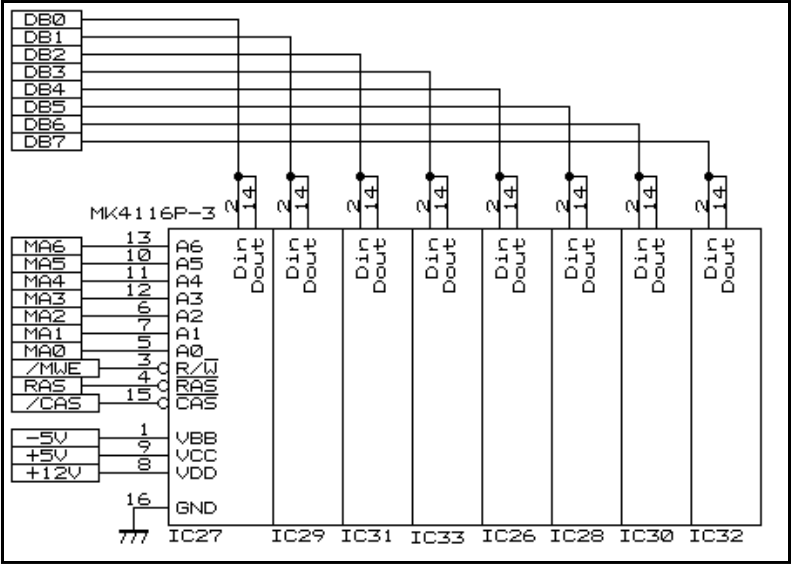 DB0
DB1
DB2
DB3
DB4
DB5
DB6
DB7
2 14 2 14 2 14 2 14 2 14 2 14 2 14 2 14
MK4116P-3
Din Dout Din Dout Din Dout Din Dout Din Dout Din Dout Din Dout Din Dout
MA6 13 A6
MA5 10 A5
MA4 11 A4
MA3 12 A3
MA2 6 A2
MA1 7 A1
MA0 5 A0
/MWE 3 R/W
RAS 4 RAS
/CAS 15 CAS
-5V 1 VBB
+5V 9 VCC
+12V 8 VDD
16 GND
IC27 IC29 IC31 IC33 IC26 IC28 IC30 IC32